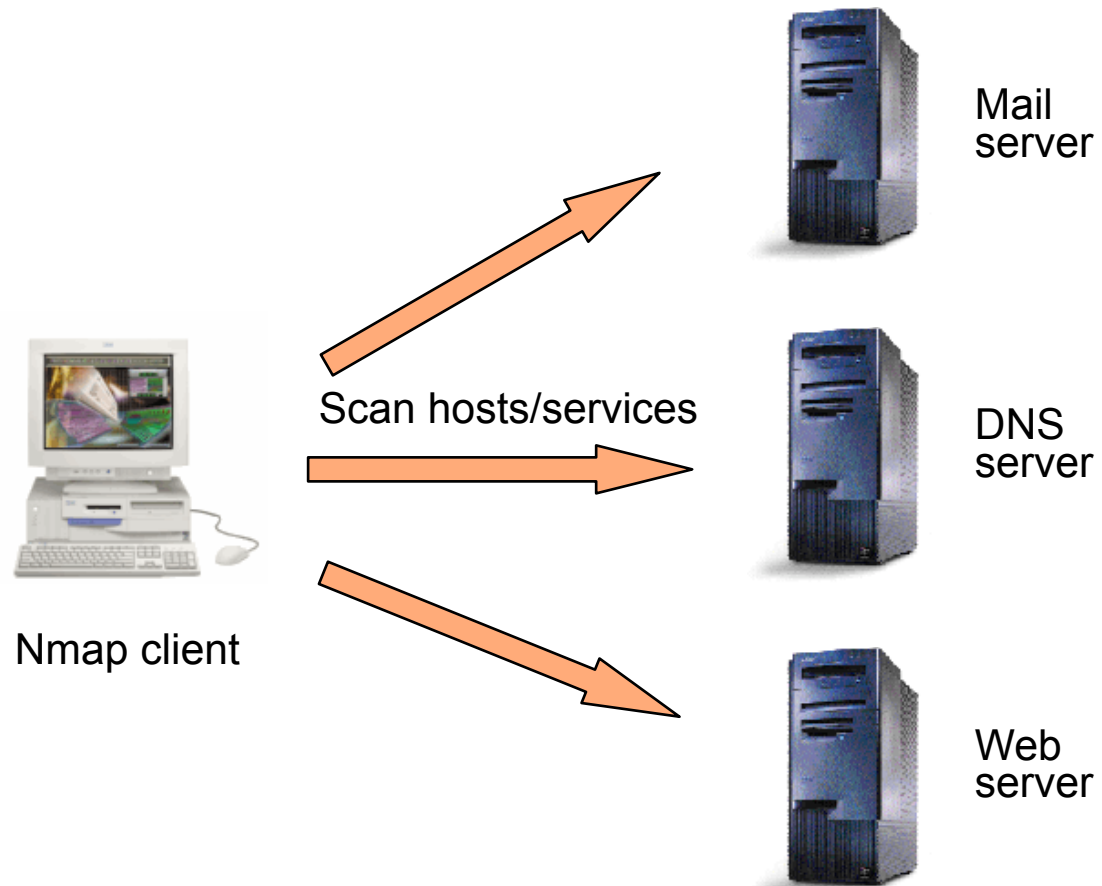 Mail
server
Scan hosts/services
DNS
server
Nmap client
Web
server